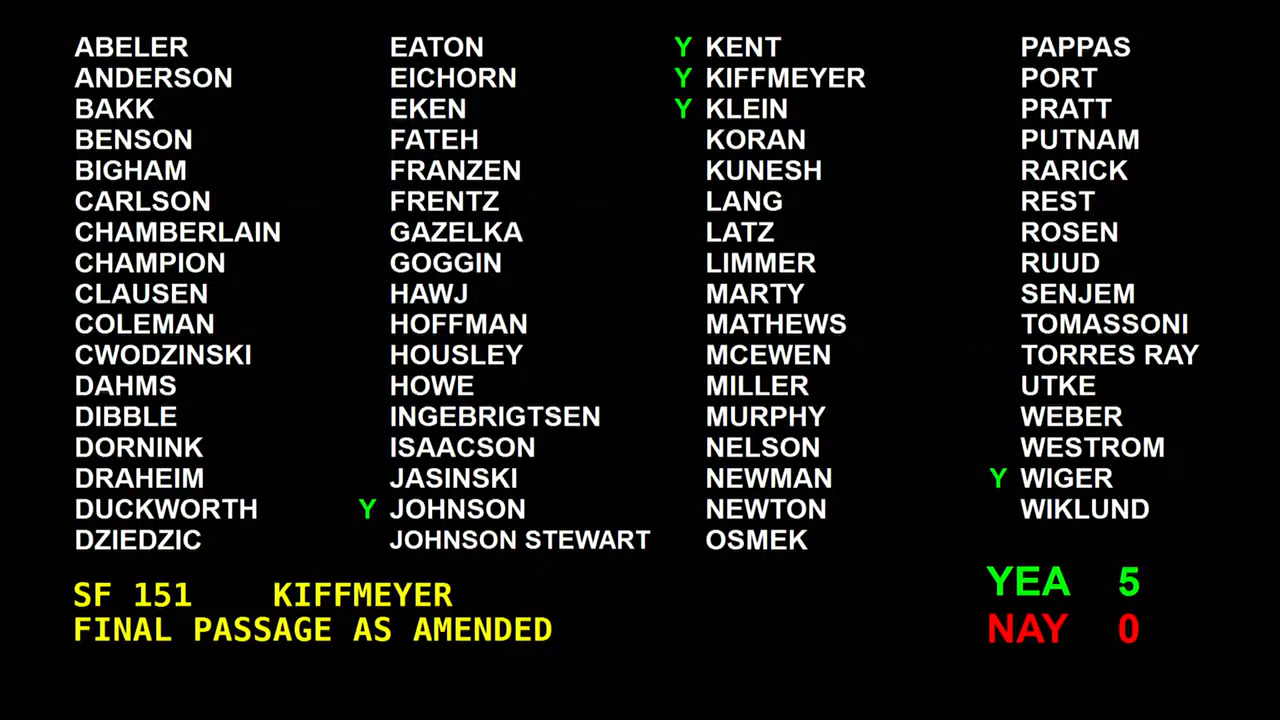 ABELER EATON Y KENT PAPPAS
ANDERSON EICHORN Y KIFFMEYER PORT
BAKK EKEN Y KLEIN PRATT
BENSON FATEH KORAN PUTNAM
BIGHAM FRANZEN KUNESH RARICK
CARLSON FRENTZ LANG REST
CHAMBERLAIN GAZELKA LATZ ROSEN
CHAMPION GOGGIN LIMMER RUUD
CLAUSEN HAWJ MARTY SENJEM
COLEMAN HOFFMAN MATHEWS TOMASSONI
CWODZINSKI HOUSLEY MCEWEN TORRES RAY
DAHMS HOWE MILLER UTKE
DIBBLE INGEBRIGTSEN MURPHY WEBER
DORNINK ISAACSON NELSON WESTROM
DRAHEIM JASINSKI NEWMAN Y WIGER
DUCKWORTH Y JOHNSON NEWTON WIKLUND
DZIEDZIC JOHNSON STEWART OSMEK
SF 151 KIFFMEYER
FINAL PASSAGE AS AMENDED
YEA 5
NAY 0